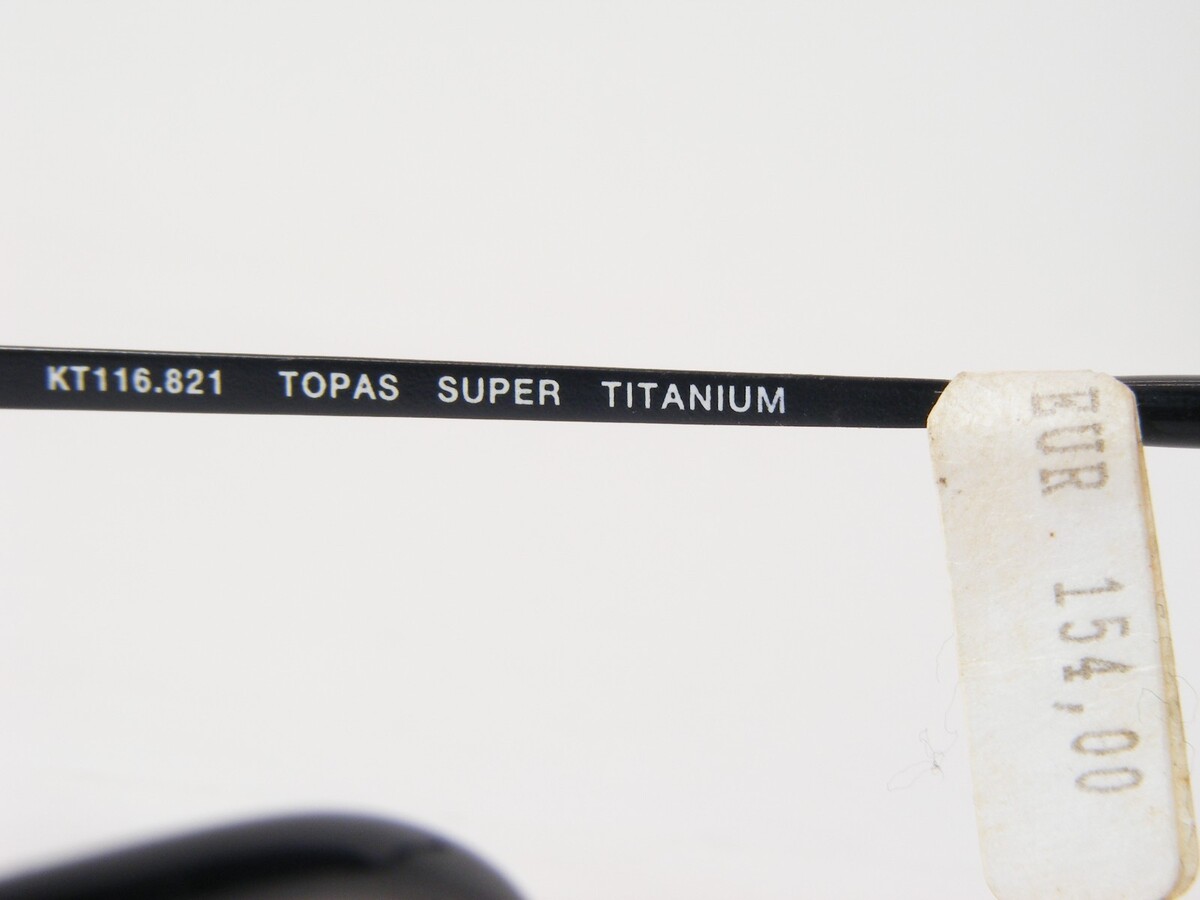 KT116.821 TOPAS SUPER TITANIUM
EUR 154,00